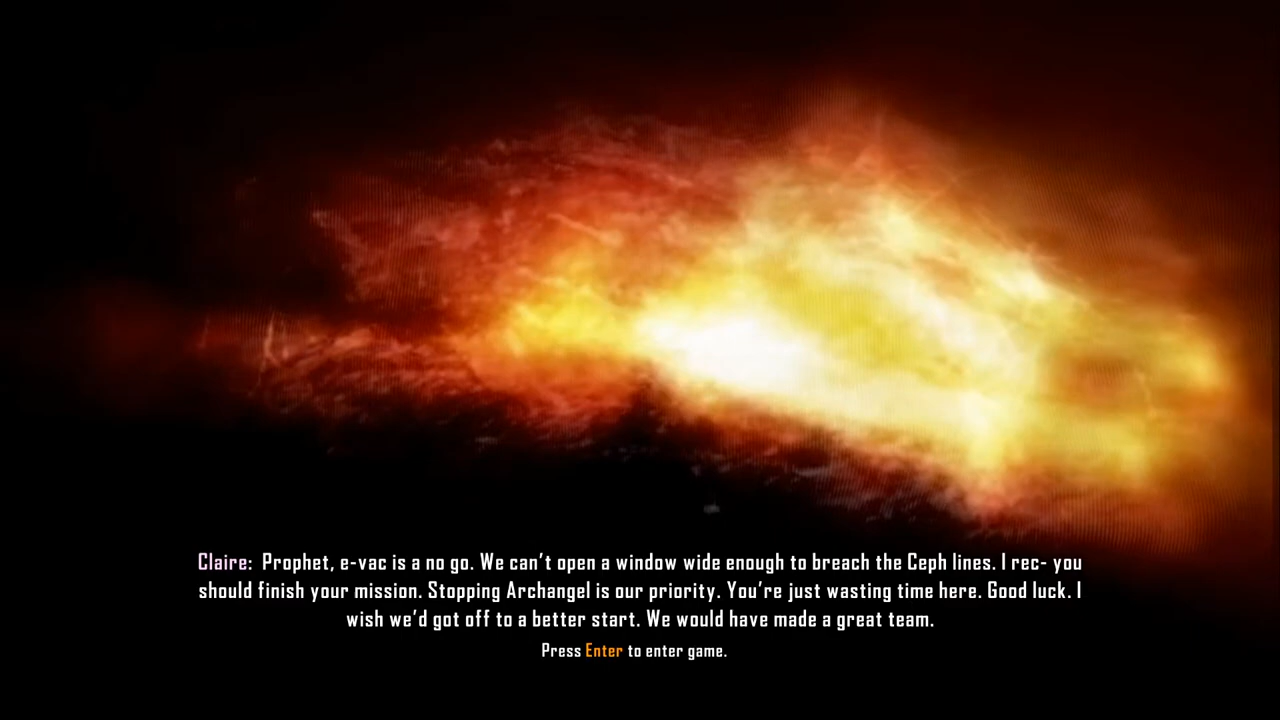 Claire: Prophet, e-vac is a no go. We can't open a window wide enough to breach the Ceph lines. I rec- you
should finish your mission. Stopping Archangel is our priority. You're just wasting time here. Good luck. I
wish we'd got off to a better start. We would have made a great team.
Press Enter to enter game.